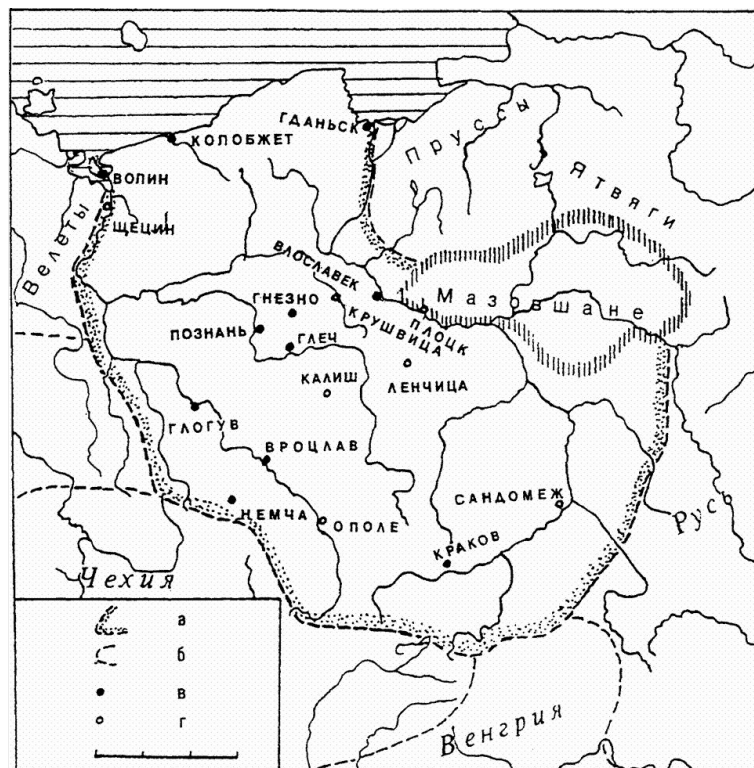 ГДАНЬСК
КОЛОБЖЕТ
Пруссы
ВОЛИН
Ятвяги
ЩЕЦИН
Велеты
ВЛОСЛАВЕК
Мазовшане
ГНЕЗНО
КРУШВИЦА
ПЛОЦК
ПОЗНАНЬ
ГЛЕЧ
КАЛИШ
ЛЕНЧИЦА
ГЛОГУВ
ВРОЦЛАВ
НЕМЧА
ОПОЛЕ
САНДОМЕЖ
Русь
КРАКОВ
Чехия
Венгрия
а
б
в
г